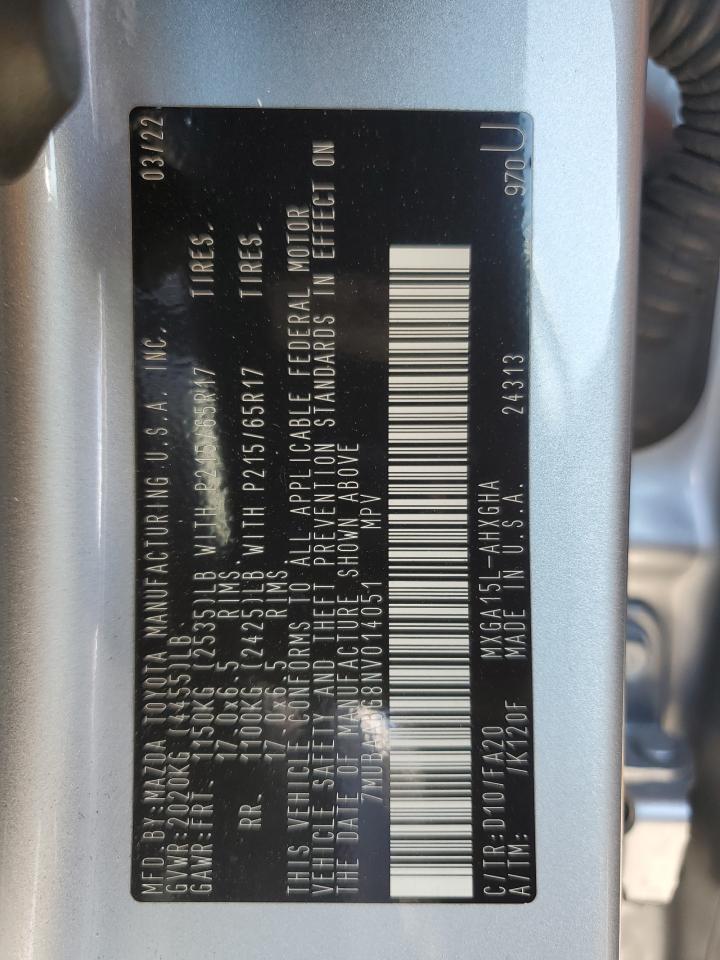 MFD.BY:MAZDA TOYOTA MANUFACTURING U.S.A. INC. 03/22
GVWR:2020KG (4455)LB
GAWR:FRT. 1150KG (2535)LB WITH P215/65R17 TIRES.
17.0x6.5 RIMS.
RR. 1100KG (2425)LB WITH P215/65R17 TIRES.
17.0x6.5 RIMS.
THIS VEHICLE CONFORMS TO ALL APPLICABLE FEDERAL MOTOR
VEHICLE SAFETY AND THEFT PREVENTION STANDARDS IN EFFECT ON
THE DATE OF MANUFACTURE SHOWN ABOVE
MPV
C/TR:D10/FA20 MXGA15L-AHXGHA 24313 970 U
A/TM: /K120F MADE IN U.S.A.